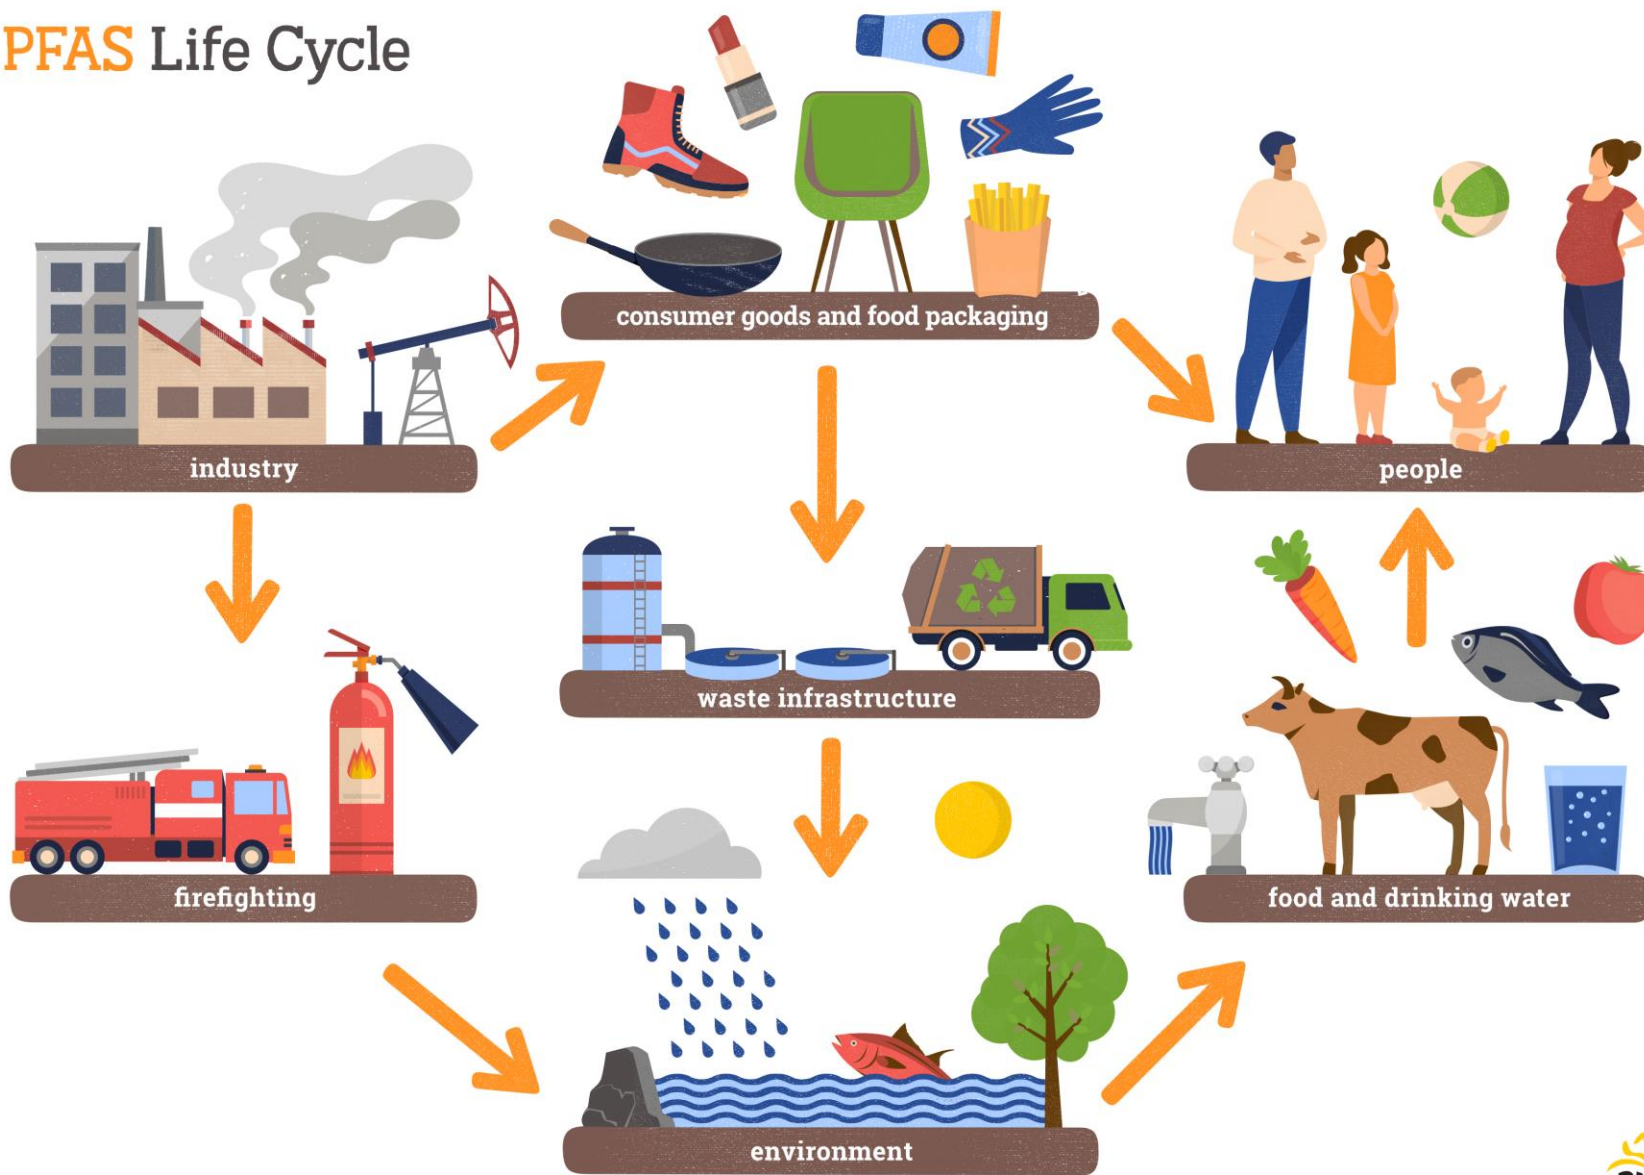 PFAS Life Cycle
consumer goods and food packaging
industry
people
waste infrastructure
firefighting
food and drinking water
environment